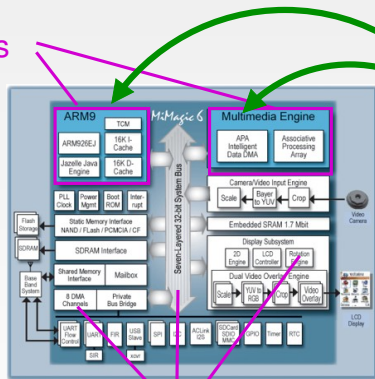 s
ARM9
TCM
ARM926EJ
16K I-
Cache
Jazelle Java
Engine
16K D-
Cache
MiMagic 6
Multimedia Engine
APA
Intelligent
Data DMA
Associative
Processing
Array
Seven-Layered 32-bit System Bus
PLL
Clock
Power
Mgmt
Boot
ROM
Inter-
rupt
Static Memory Interface
NAND / FLash / PCMCIA / CF
SDRAM Interface
Shared Memory
Interface
Mailbox
8 DMA
Channels
Private
Bus Bridge
Flash
Storage
SDRAM
Base
Band
System
Camera/Video Input Engine
Scale
Bayer
to YUV
Crop
Video
Camera
Embedded SRAM 1.7 Mbit
Display Subsystem
2D
Engine
LCD
Controller
Rotation
Engine
Dual Video Overlay Engine
Scale
YUV to
RGB
Crop
Video
Overlay
LCD
Display
UART
Flow
Control
UART
FIR
USB
Slave
SPI
I2C
ACLink
I2S
SDCard
SDIO
MMC
GPIO
Timer
RTC
SIR
xcvr